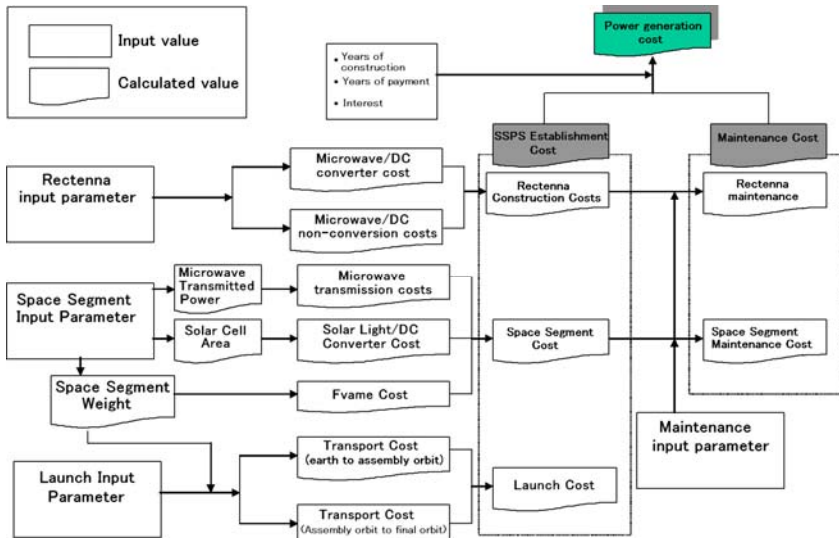 Input value
Calculated value
Power generation
cost
• Years of
construction
• Years of payment
• Interest
SSPS Establishment
Cost
Maintenance Cost
Rectenna
input parameter
Microwave/DC
converter cost
Microwave/DC
non-conversion costs
Rectenna
Construction Costs
Rectenna
maintenance
Space Segment
Input Parameter
Microwave
Transmitted
Power
Microwave
transmission costs
Solar Cell
Area
Solar Light/DC
Converter Cost
Space Segment
Cost
Space Segment
Maintenance Cost
Space Segment
Weight
Fvame Cost
Maintenance
input parameter
Launch Input
Parameter
Transport Cost
(earth to assembly orbit)
Transport Cost
(Assembly orbit to final orbit)
Launch Cost